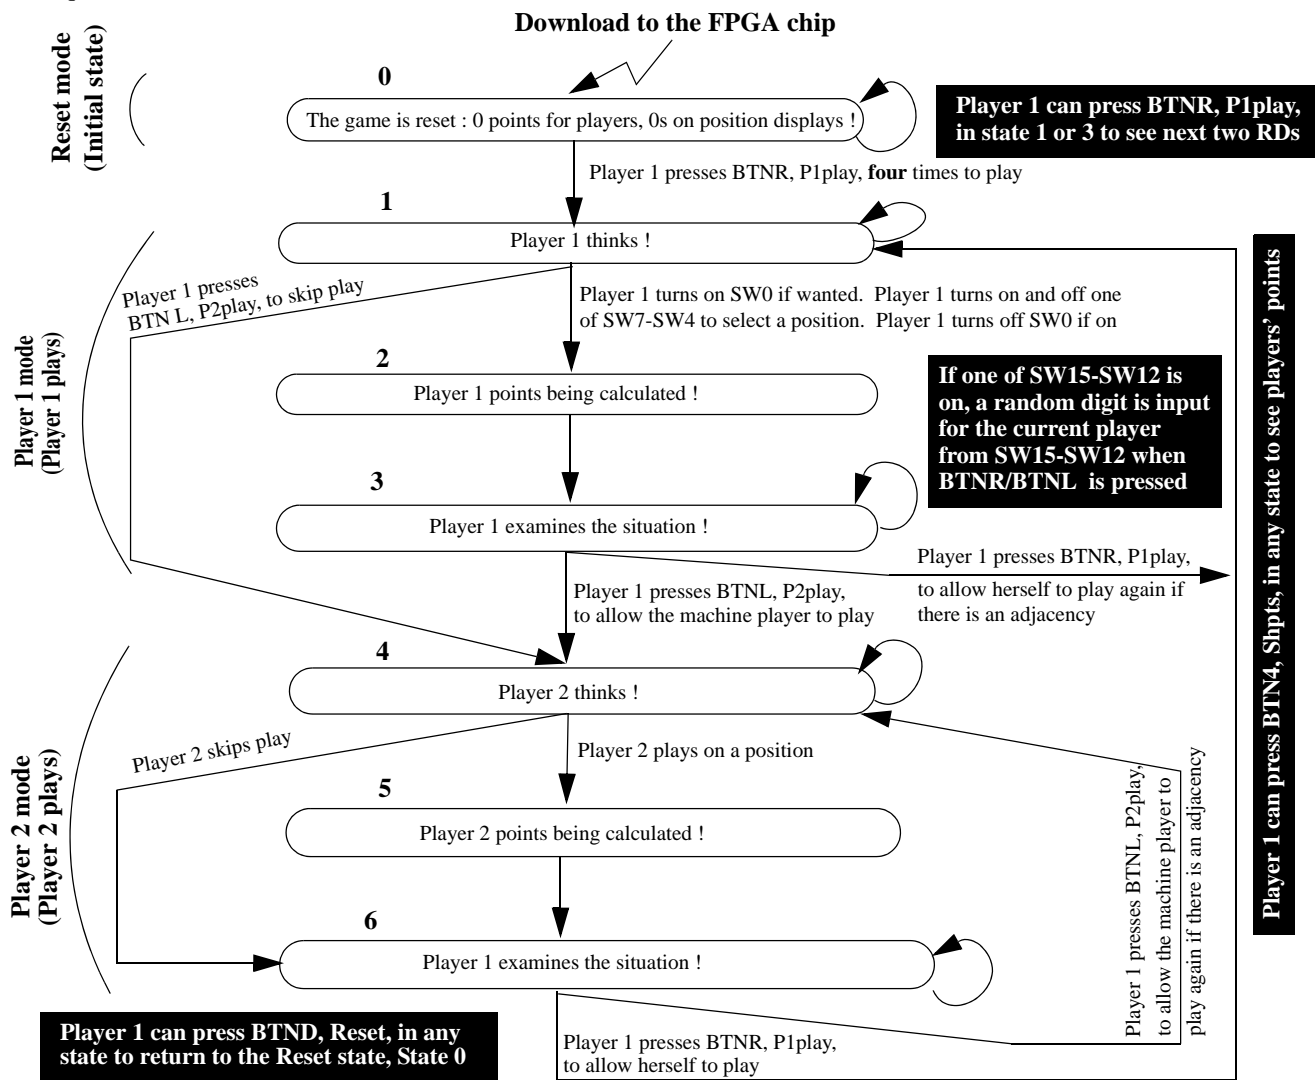 Download to the FPGA chip
Reset mode
(Initial state)
0
The game is reset : 0 points for players, 0s on position displays !
Player 1 can press BTNR, P1play,
in state 1 or 3 to see next two RDs
Player 1 presses BTNR, P1play, four times to play
1
Player 1 thinks !
Player 1 presses
BTN L, P2play, to skip play
Player 1 turns on SW0 if wanted. Player 1 turns on and off one
of SW7-SW4 to select a position. Player 1 turns off SW0 if on
Player 1 mode
(Player 1 plays)
2
Player 1 points being calculated !
If one of SW15-SW12 is
on, a random digit is input
for the current player
from SW15-SW12 when
BTNR/BTNL is pressed
3
Player 1 examines the situation !
Player 1 presses BTNR, P1play,
to allow herself to play again if
there is an adjacency
Player 1 presses BTNL, P2play,
to allow the machine player to play
Player 1 can press BTN4, Shpts, in any state to see players' points
4
Player 2 thinks !
Player 2 skips play
Player 2 plays on a position
Player 2 mode
(Player 2 plays)
5
Player 2 points being calculated !
Player 1 presses BTNL, P2play,
to allow the machine player to
play again if there is an adjacency
6
Player 1 examines the situation !
Player 1 can press BTND, Reset, in any
state to return to the Reset state, State 0
Player 1 presses BTNR, P1play,
to allow herself to play